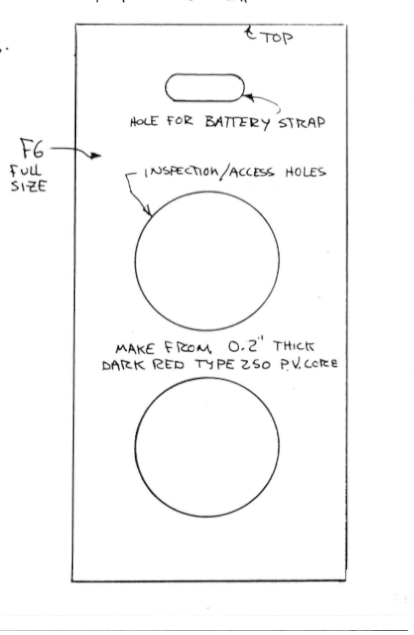 TOP
HOLE FOR BATTERY STRAP
F6
FULL
SIZE
INSPECTION/ACCESS HOLES
MAKE FROM 0.2" THICK
DARK RED TYPE 250 P.V. CORE